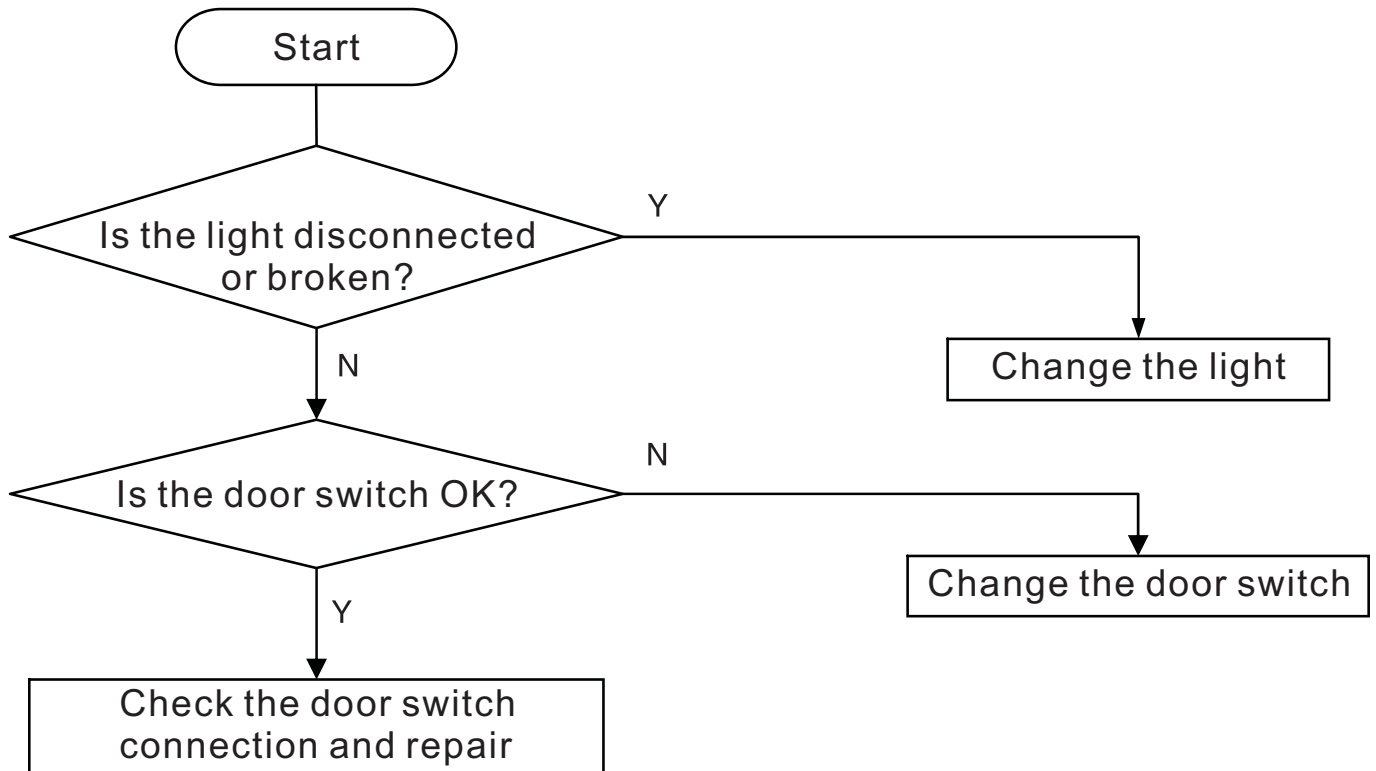 Start
Y
Is the light disconnected
or broken?
N
Change the light
N
Is the door switch OK?
Change the door switch
Y
Check the door switch
connection and repair